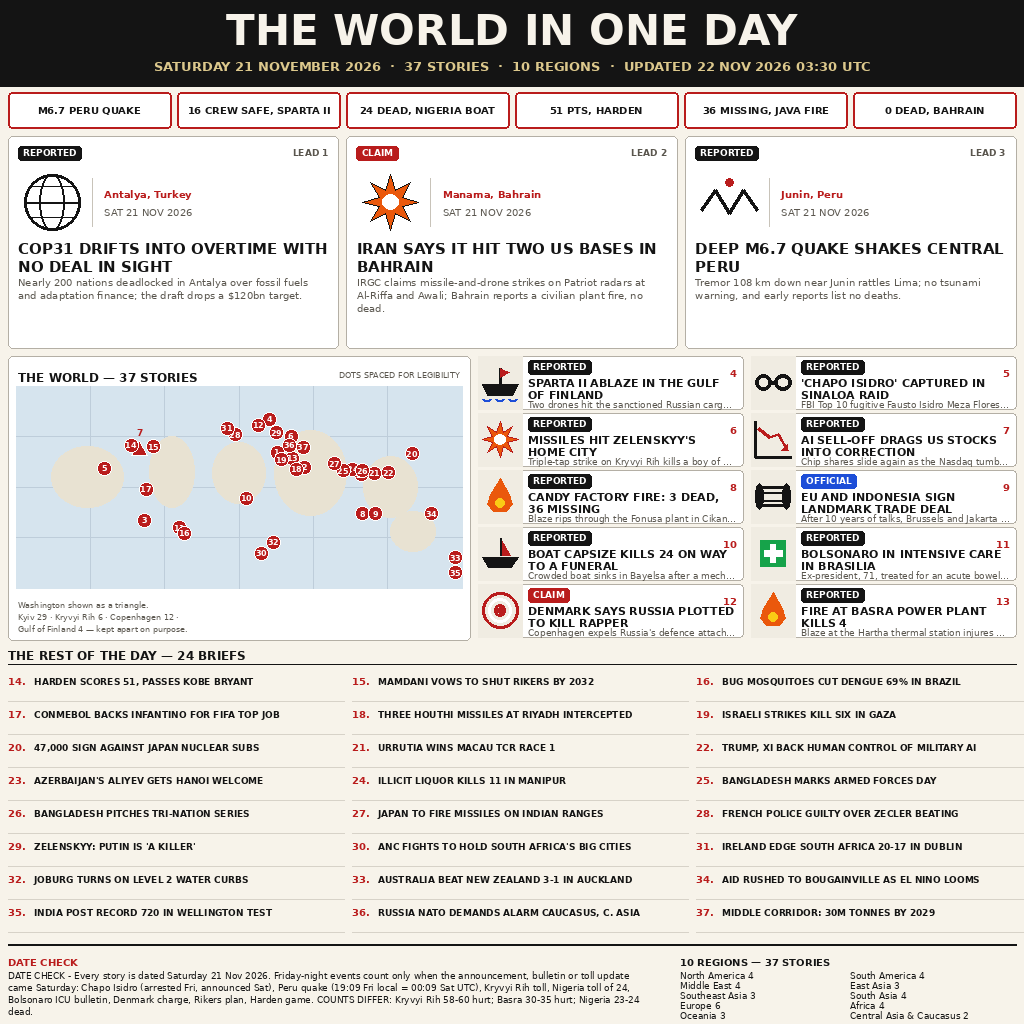 THE WORLD IN ONE DAY
SATURDAY 21 NOVEMBER 2026 · 37 STORIES · 10 REGIONS · UPDATED 22 NOV 2026 03:30 UTC
M6.7 PERU QUAKE
16 CREW SAFE, SPARTA II
24 DEAD, NIGERIA BOAT
51 PTS, HARDEN
36 MISSING, JAVA FIRE
0 DEAD, BAHRAIN
REPORTED
LEAD 1
Antalya, Turkey
SAT 21 NOV 2026
COP31 DRIFTS INTO OVERTIME WITH
NO DEAL IN SIGHT
Nearly 200 nations deadlocked in Antalya over fossil fuels
and adaptation finance; the draft drops a $120bn target.
CLAIM
LEAD 2
Manama, Bahrain
SAT 21 NOV 2026
IRAN SAYS IT HIT TWO US BASES IN
BAHRAIN
IRGC claims missile-and-drone strikes on Patriot radars at
Al-Riffa and Awali; Bahrain reports a civilian plant fire, no
dead.
REPORTED
LEAD 3
Junin, Peru
SAT 21 NOV 2026
DEEP M6.7 QUAKE SHAKES CENTRAL
PERU
Tremor 108 km down near Junin rattles Lima; no tsunami
warning, and early reports list no deaths.
THE WORLD — 37 STORIES
DOTS SPACED FOR LEGIBILITY
7
14
15
5
17
3
16
31
28
12
4
29
6
36
37
19
13
18
2
10
27
25
26
21
22
20
8
9
34
32
30
33
35
Washington shown as a triangle.
Kyiv 29 · Kryvyi Rih 6 · Copenhagen 12 ·
Gulf of Finland 4 — kept apart on purpose.
REPORTED
4
SPARTA II ABLAZE IN THE GULF
OF FINLAND
Two drones hit the sanctioned Russian carg...
REPORTED
5
'CHAPO ISIDRO' CAPTURED IN
SINALOA RAID
FBI Top 10 fugitive Fausto Isidro Meza Flores...
REPORTED
6
MISSILES HIT ZELENSKYY'S
HOME CITY
Triple-tap strike on Kryvyi Rih kills a boy of ...
REPORTED
7
AI SELL-OFF DRAGS US STOCKS
INTO CORRECTION
Chip shares slide again as the Nasdaq tumb...
REPORTED
8
CANDY FACTORY FIRE: 3 DEAD,
36 MISSING
Blaze rips through the Fonusa plant in Cikan...
OFFICIAL
9
EU AND INDONESIA SIGN
LANDMARK TRADE DEAL
After 10 years of talks, Brussels and Jakarta ...
REPORTED
10
BOAT CAPSIZE KILLS 24 ON WAY
TO A FUNERAL
Crowded boat sinks in Bayelsa after a mech...
REPORTED
11
BOLSONARO IN INTENSIVE CARE
IN BRASILIA
Ex-president, 71, treated for an acute bowel...
CLAIM
12
DENMARK SAYS RUSSIA PLOTTED
TO KILL RAPPER
Copenhagen expels Russia's defence attach...
REPORTED
13
FIRE AT BASRA POWER PLANT
KILLS 4
Blaze at the Hartha thermal station injures ...
THE REST OF THE DAY — 24 BRIEFS
14. HARDEN SCORES 51, PASSES KOBE BRYANT
15. MAMDANI VOWS TO SHUT RIKERS BY 2032
16. BUG MOSQUITOES CUT DENGUE 69% IN BRAZIL
17. CONMEBOL BACKS INFANTINO FOR FIFA TOP JOB
18. THREE HOUTHI MISSILES AT RIYADH INTERCEPTED
19. ISRAELI STRIKES KILL SIX IN GAZA
20. 47,000 SIGN AGAINST JAPAN NUCLEAR SUBS
21. URRUTIA WINS MACAU TCR RACE 1
22. TRUMP, XI BACK HUMAN CONTROL OF MILITARY AI
23. AZERBAIJAN'S ALIYEV GETS HANOI WELCOME
24. ILLICIT LIQUOR KILLS 11 IN MANIPUR
25. BANGLADESH MARKS ARMED FORCES DAY
26. BANGLADESH PITCHES TRI-NATION SERIES
27. JAPAN TO FIRE MISSILES ON INDIAN RANGES
28. FRENCH POLICE GUILTY OVER ZECLER BEATING
29. ZELENSKYY: PUTIN IS 'A KILLER'
30. ANC FIGHTS TO HOLD SOUTH AFRICA'S BIG CITIES
31. IRELAND EDGE SOUTH AFRICA 20-17 IN DUBLIN
32. JOBURG TURNS ON LEVEL 2 WATER CURBS
33. AUSTRALIA BEAT NEW ZEALAND 3-1 IN AUCKLAND
34. AID RUSHED TO BOUGAINVILLE AS EL NINO LOOMS
35. INDIA POST RECORD 720 IN WELLINGTON TEST
36. RUSSIA NATO DEMANDS ALARM CAUCASUS, C. ASIA
37. MIDDLE CORRIDOR: 30M TONNES BY 2029
DATE CHECK
DATE CHECK - Every story is dated Saturday 21 Nov 2026. Friday-night events count only when the announcement, bulletin or toll update
came Saturday: Chapo Isidro (arrested Fri, announced Sat), Peru quake (19:09 Fri local = 00:09 Sat UTC), Kryvyi Rih toll, Nigeria toll of 24,
Bolsonaro ICU bulletin, Denmark charge, Rikers plan, Harden game. COUNTS DIFFER: Kryvyi Rih 58-60 hurt; Basra 30-35 hurt; Nigeria 23-24
dead.
10 REGIONS — 37 STORIES
North America 4
South America 4
Middle East 4
East Asia 3
Southeast Asia 3
South Asia 4
Europe 6
Africa 4
Oceania 3
Central Asia & Caucasus 2